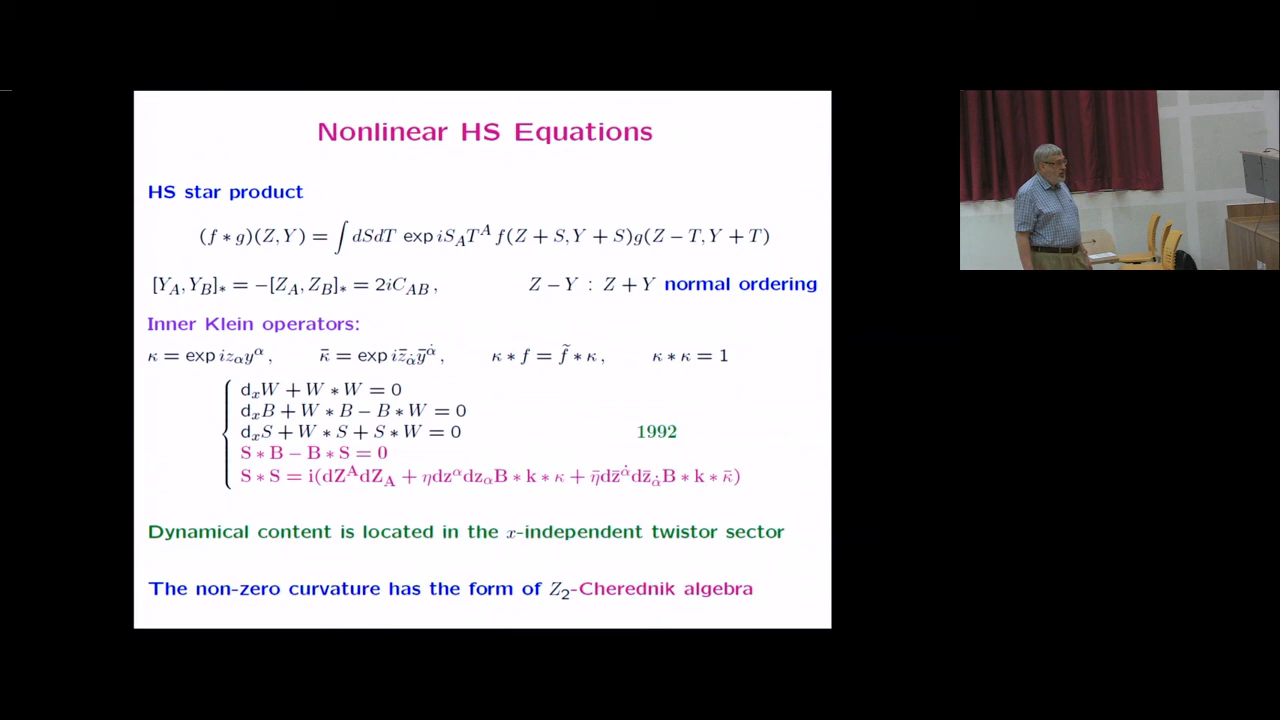 Nonlinear HS Equations
HS star product
(f ∗ g)(Z, Y) = ∫ dSdT exp iS_A T^A f(Z + S, Y + S)g(Z − T, Y + T)
[Y_A, Y_B]_∗ = −[Z_A, Z_B]_∗ = 2iC_{AB} , Z − Y : Z + Y normal ordering
Inner Klein operators:
κ = exp iz_α y^α , κ̄ = exp iz̄_α̇ ȳ^α̇ , κ ∗ f = f̃ ∗ κ , κ ∗ κ = 1
d_x W + W ∗ W = 0
d_x B + W ∗ B − B ∗ W = 0
d_x S + W ∗ S + S ∗ W = 0 1992
S ∗ B − B ∗ S = 0
S ∗ S = i(dZ^A dZ_A + ηdz^α dz_α B ∗ k ∗ κ + η̄dz̄^α̇ dz̄_α̇ B ∗ k ∗ κ̄)
Dynamical content is located in the x-independent twistor sector
The non-zero curvature has the form of Z_2-Cherednik algebra